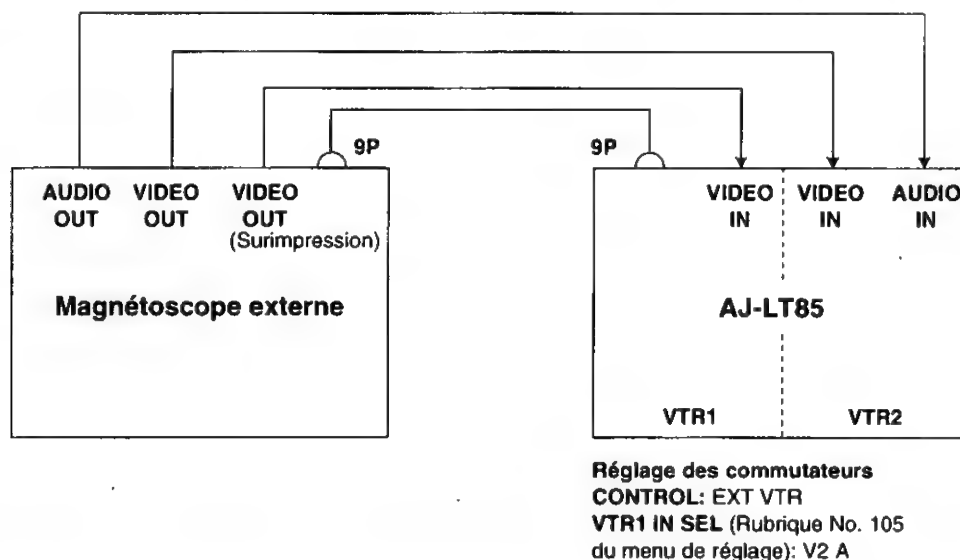 9P
9P
AUDIO OUT
VIDEO OUT
VIDEO OUT
(Surimpression)
Magnétoscope externe
VIDEO IN
VIDEO IN
AUDIO IN
AJ-LT85
VTR1
VTR2
Réglage des commutateurs
CONTROL: EXT VTR
VTR1 IN SEL (Rubrique No. 105
du menu de réglage): V2 A